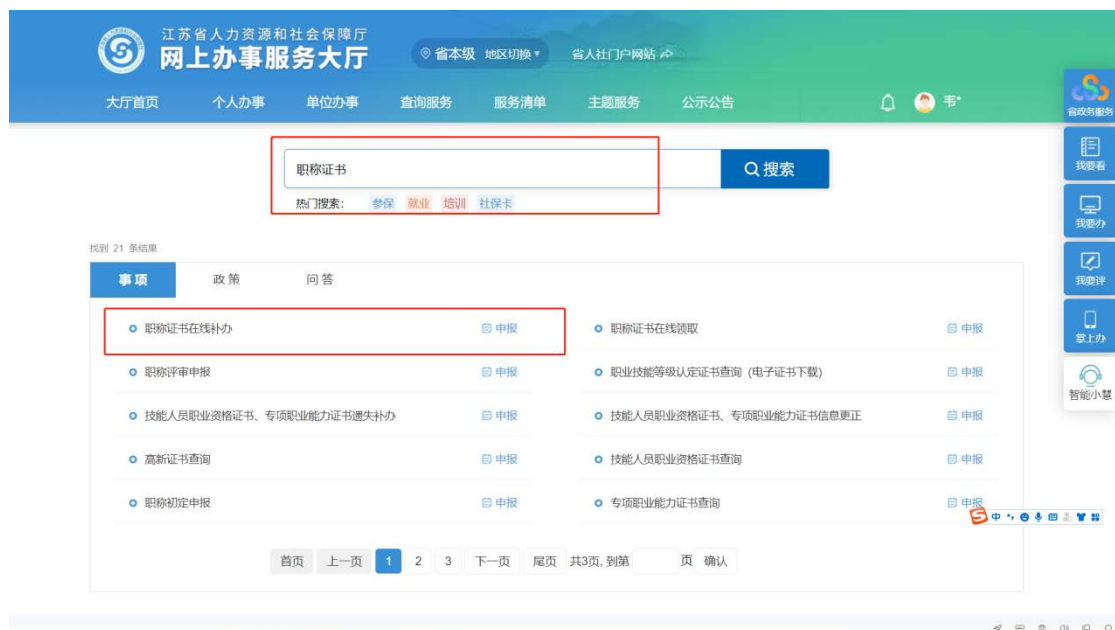 江苏省人力资源和社会保障厅
网上办事服务大厅
省本级 地区切换
省人社门户网站
大厅首页 个人办事 单位办事 查询服务 服务清单 主题服务 公示公告
韦*
省政务服务
我要看
我要办
我要评
掌上办
智能小慧
职称证书
搜索
热门搜索： 参保 就业 培训 社保卡
找到 21 条结果
事项 政策 问答
职称证书在线补办 申报 职称证书在线领取 申报
职称评审申报 申报 职业技能等级认定证书查询（电子证书下载） 申报
技能人员职业资格证书、专项职业能力证书遗失补办 申报 技能人员职业资格证书、专项职业能力证书信息更正 申报
高新证书查询 申报 技能人员职业资格证书查询 申报
职称初定申报 申报 专项职业能力证书查询 申报
中
首页 上一页 1 2 3 下一页 尾页 共3页, 到第 页 确认